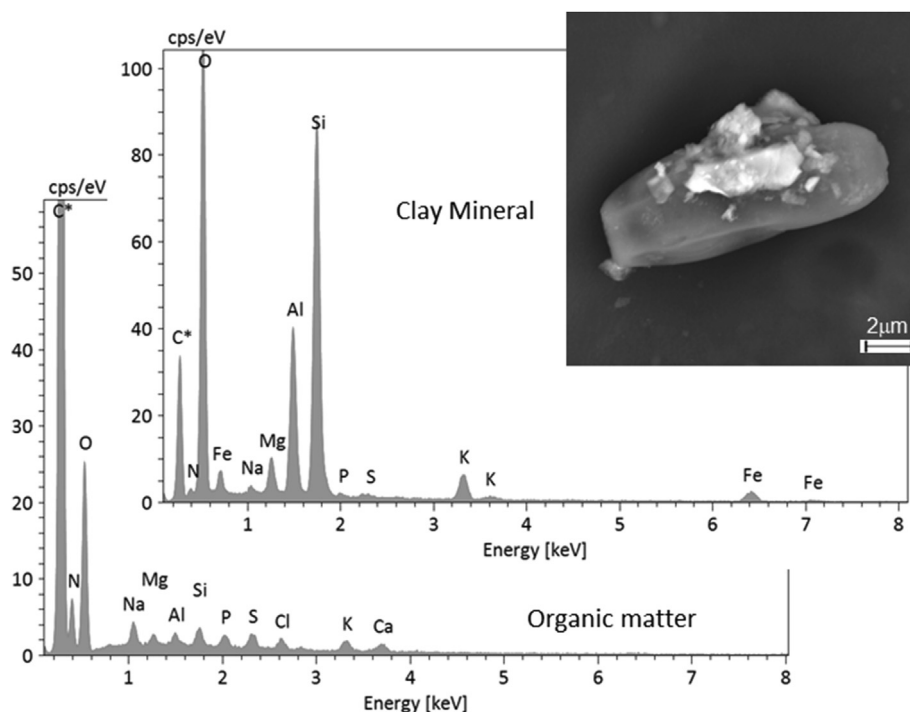 cps/eV
O
100
Si
80
Clay Mineral
cps/eV
C*
60
50
Al
40
C*
40
2µm
30
20
O
Mg
Fe
K
N
Na
P
S
K
Fe
Fe
0
1
2
3
4
5
6
7
8
Energy [keV]
20
10
N
Na
Mg
Al
Si
P
S
Cl
K
Ca
Organic matter
0
1
2
3
4
5
6
7
8
Energy [keV]